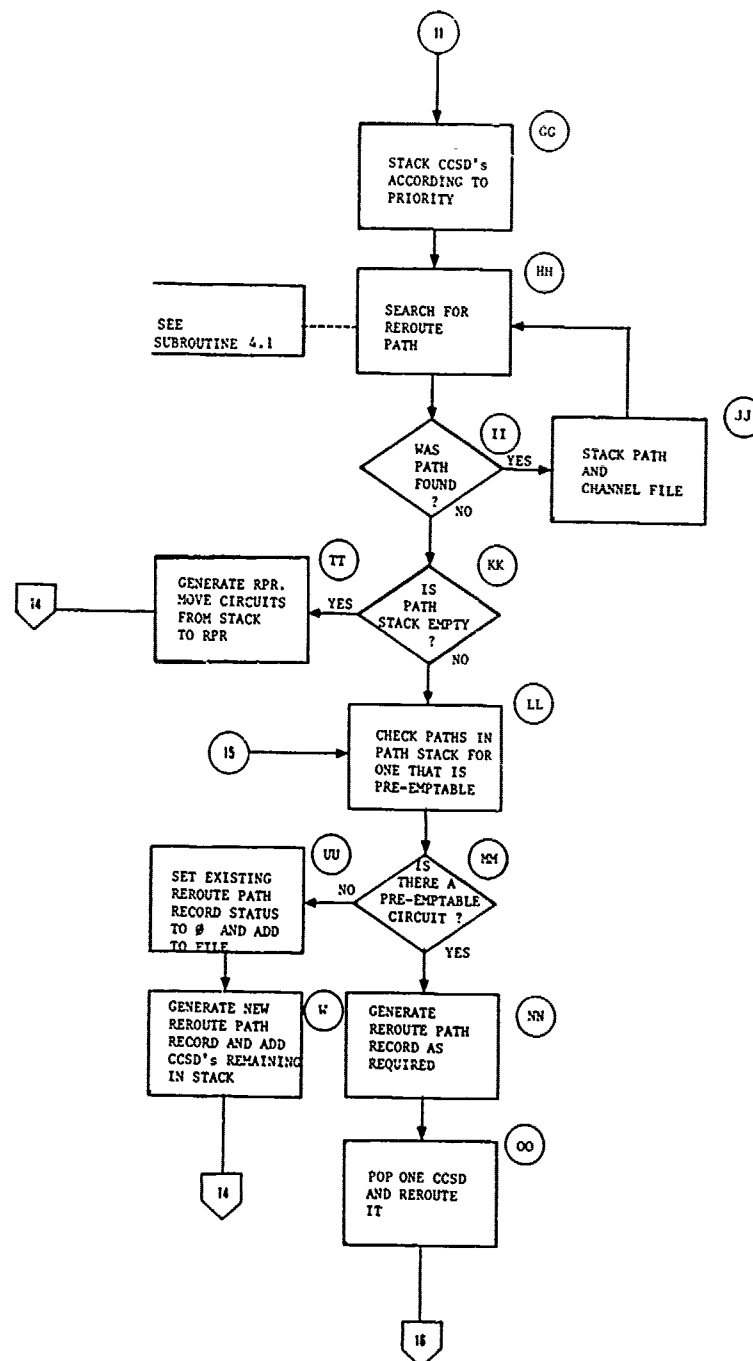 I1
GG
STACK CCSD's
ACCORDING TO
PRIORITY
HH
SEE
SUBROUTINE 4.1
SEARCH FOR
REROUTE
PATH
JJ
II
WAS
PATH
FOUND
?
YES
NO
STACK PATH
AND
CHANNEL FILE
TT
GENERATE RPR.
MOVE CIRCUITS
FROM STACK
TO RPR
I4
YES
KK
IS
PATH
STACK EMPTY
?
NO
LL
I5
CHECK PATHS IN
PATH STACK FOR
ONE THAT IS
PRE-EMPTABLE
UU
SET EXISTING
REROUTE PATH
RECORD STATUS
TO Ø AND ADD
TO FILE
NO
MM
IS
THERE A
PRE-EMPTABLE
CIRCUIT ?
YES
GENERATE NEW
REROUTE PATH
RECORD AND ADD
CCSD's REMAINING
IN STACK
W
GENERATE
REROUTE PATH
RECORD AS
REQUIRED
NN
I4
OO
POP ONE CCSD
AND REROUTE
IT
I6